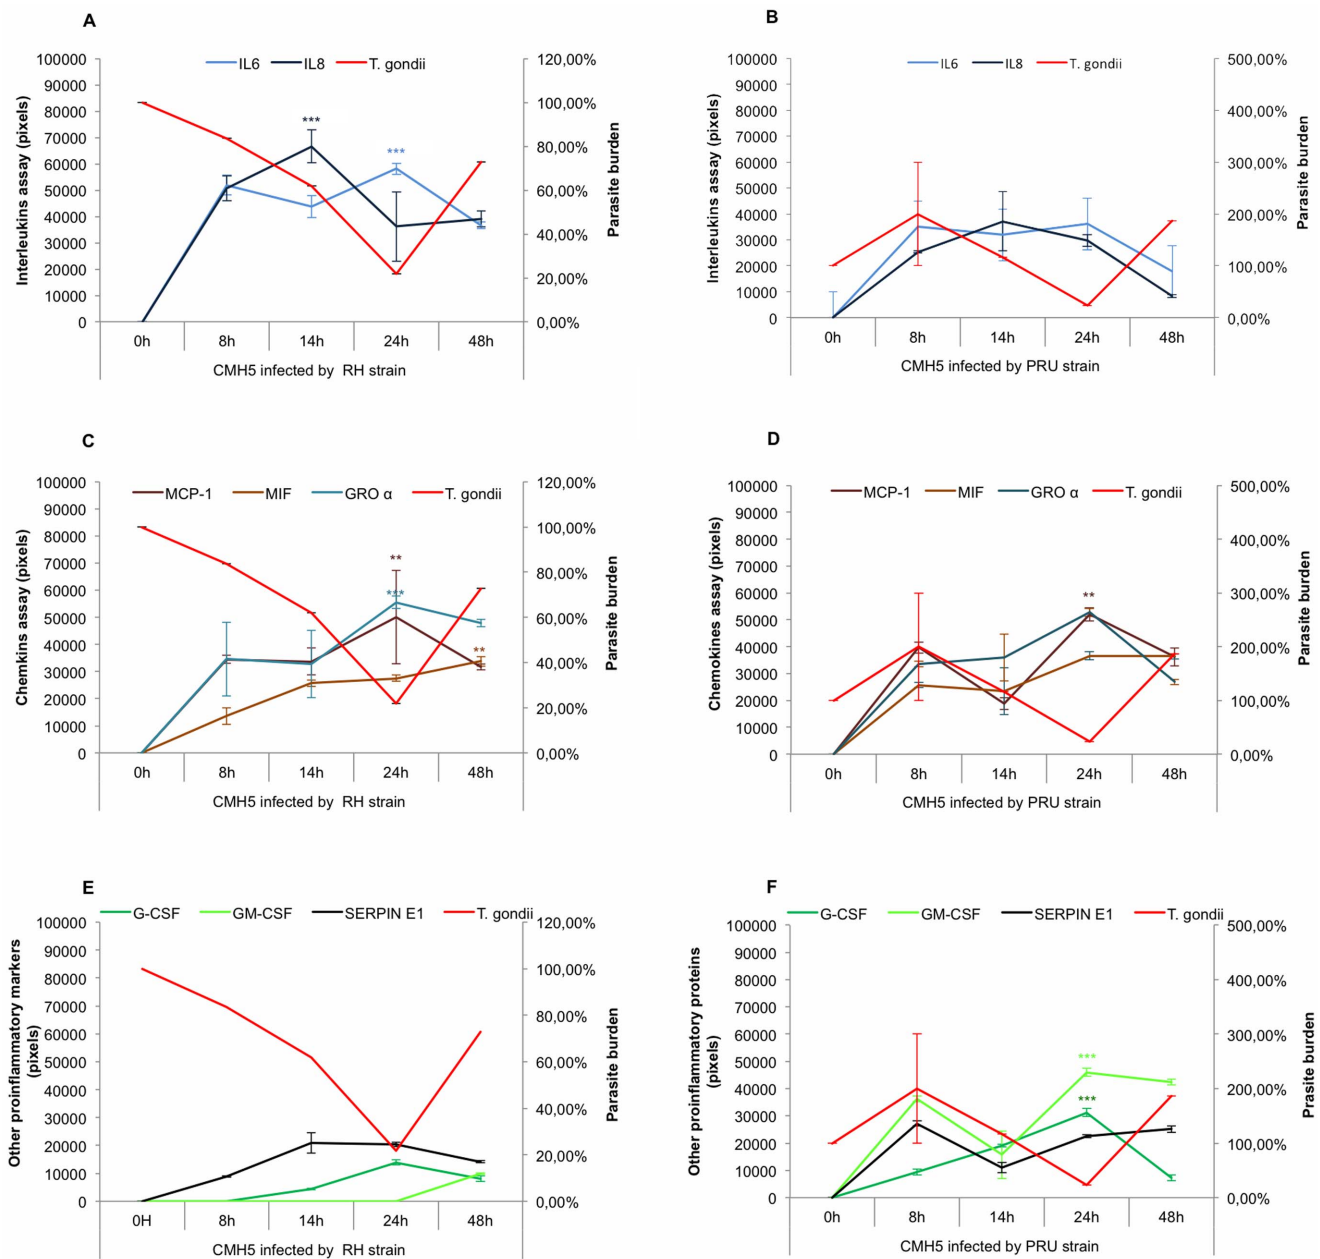 A
IL6 IL8 T. gondii
***
***
Interleukins assay (pixels)
100000
90000
80000
70000
60000
50000
40000
30000
20000
10000
0
120,00%
100,00%
80,00%
60,00%
40,00%
20,00%
0,00%
Parasite burden
0h 8h 14h 24h 48h
CMH5 infected by RH strain
B
IL6 IL8 T. gondii
Interleukins assay (pixels)
100000
90000
80000
70000
60000
50000
40000
30000
20000
10000
0
500,00%
400,00%
300,00%
200,00%
100,00%
0,00%
Parasite burden
0h 8h 14h 24h 48h
CMH5 infected by PRU strain
C
MCP-1 MIF GRO α T. gondii
**
***
**
Chemkins assay (pixels)
100000
90000
80000
70000
60000
50000
40000
30000
20000
10000
0
120,00%
100,00%
80,00%
60,00%
40,00%
20,00%
0,00%
Parasite burden
0h 8h 14h 24h 48h
CMH5 infected by RH strain
D
MCP-1 MIF GRO α T. gondii
**
Chemokines assay (pixels)
100000
90000
80000
70000
60000
50000
40000
30000
20000
10000
0
500,00%
400,00%
300,00%
200,00%
100,00%
0,00%
Parasite burden
0h 8h 14h 24h 48h
CMH5 infected by PRU strain
E
G-CSF GM-CSF SERPIN E1 T. gondii
Other proinflammatory markers
(pixels)
100000
90000
80000
70000
60000
50000
40000
30000
20000
10000
0
120,00%
100,00%
80,00%
60,00%
40,00%
20,00%
0,00%
Parasite burden
0H 8h 14h 24h 48h
CMH5 infected by RH strain
F
G-CSF GM-CSF SERPIN E1 T. gondii
***
***
Other proinflammatory proteins
(pixels)
100000
90000
80000
70000
60000
50000
40000
30000
20000
10000
0
500,00%
400,00%
300,00%
200,00%
100,00%
0,00%
Prasite burden
0h 8h 14h 24h 48h
CMH5 infected by PRU strain